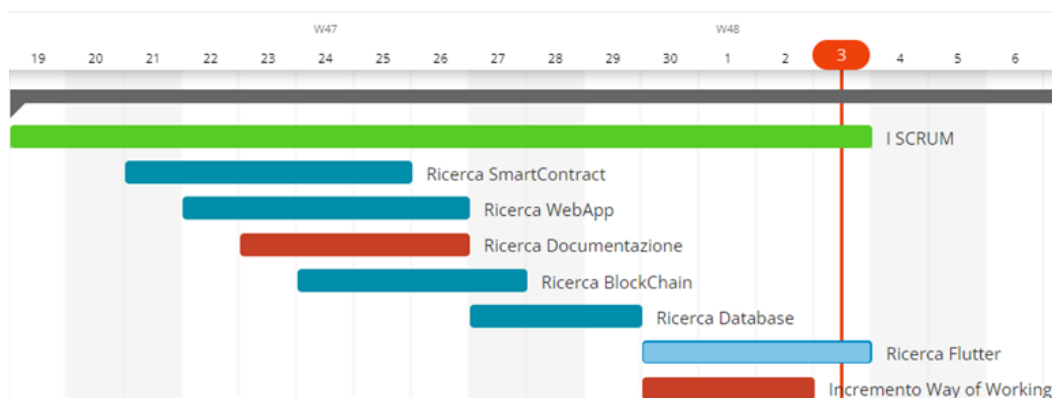 W47 W48
19 20 21 22 23 24 25 26 27 28 29 30 1 2 3 4 5 6
I SCRUM
Ricerca SmartContract
Ricerca WebApp
Ricerca Documentazione
Ricerca BlockChain
Ricerca Database
Ricerca Flutter
Incremento Way of Working